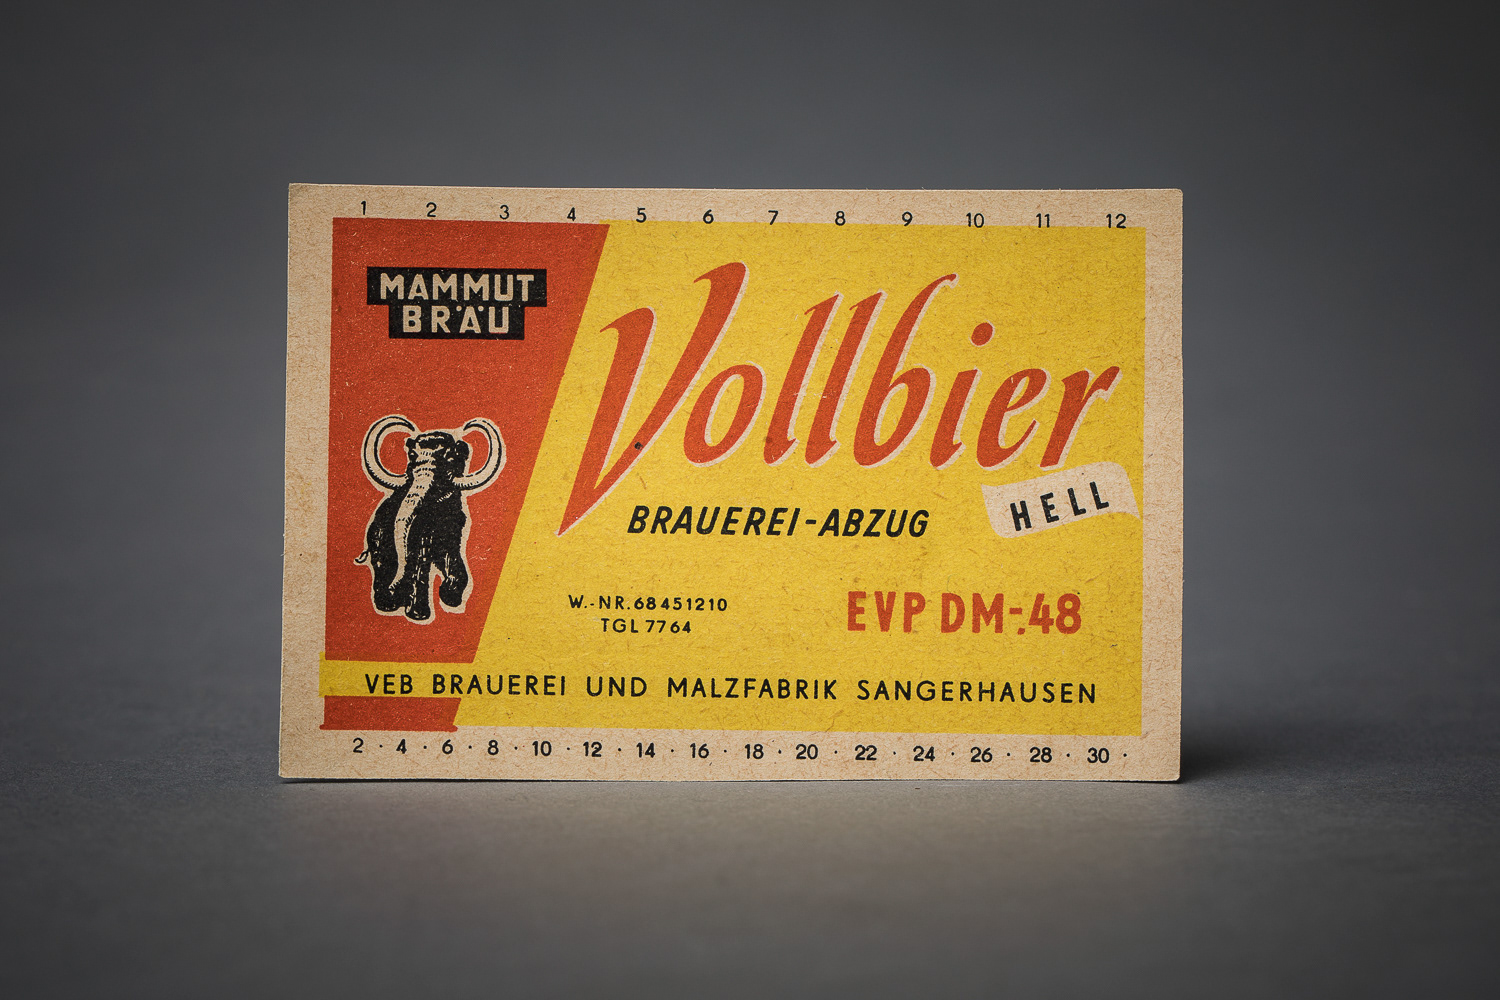 1 2 3 4 5 6 7 8 9 10 11 12
MAMMUT
BRÄU
Vollbier
HELL
BRAUEREI-ABZUG
W.-NR.68451210
TGL 7764
EVP DM-.48
VEB BRAUEREI UND MALZFABRIK SANGERHAUSEN
2 · 4 · 6 · 8 · 10 · 12 · 14 · 16 · 18 · 20 · 22 · 24 · 26 · 28 · 30 ·